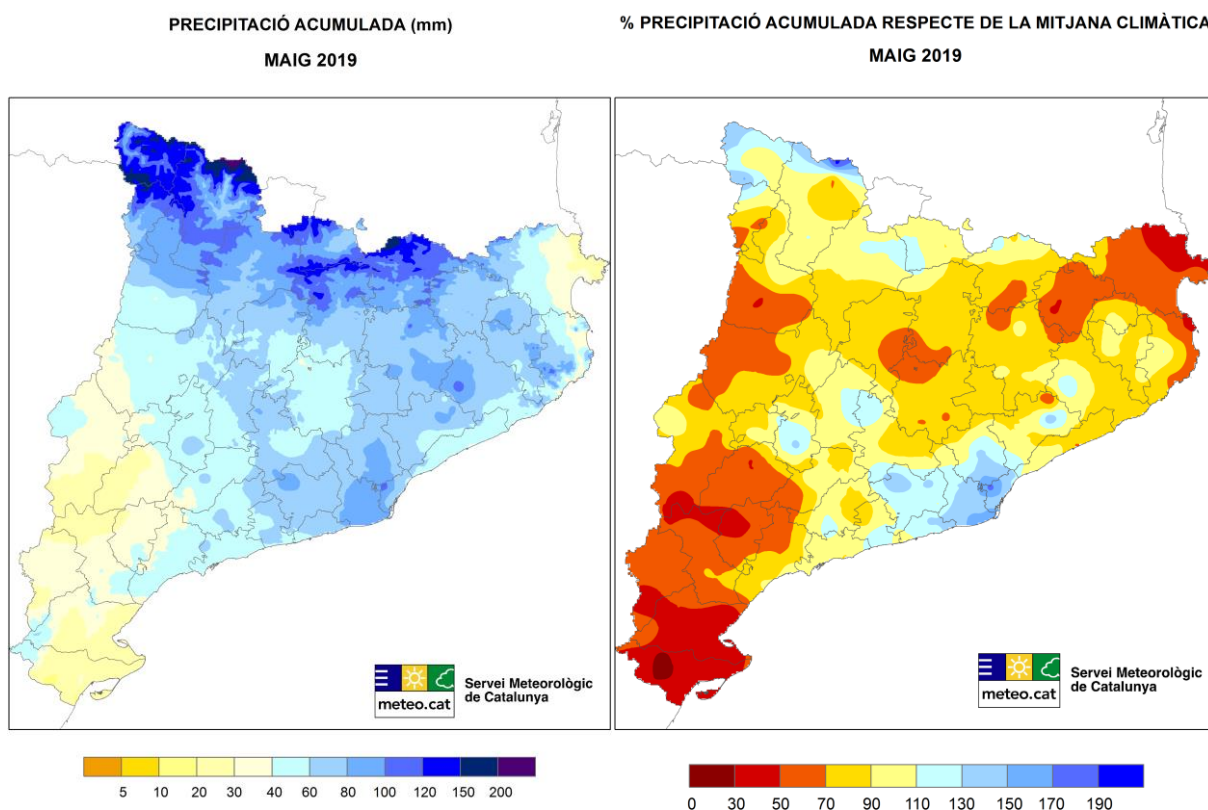 PRECIPITACIÓ ACUMULADA (mm)
MAIG 2019
% PRECIPITACIÓ ACUMULADA RESPECTE DE LA MITJANA CLIMÀTICA
MAIG 2019
meteo.cat
Servei Meteorològic
de Catalunya
meteo.cat
Servei Meteorològic
de Catalunya
5 10 20 30 40 60 80 100 120 150 200
0 30 50 70 90 110 130 150 170 190